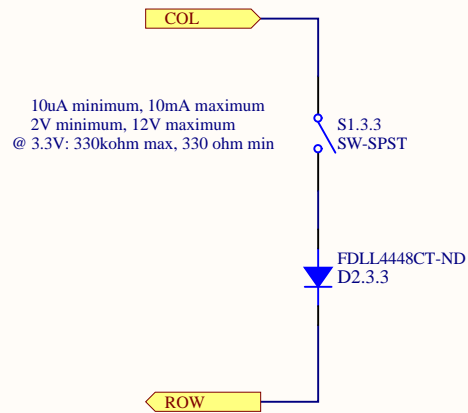 COL
10uA minimum, 10mA maximum
2V minimum, 12V maximum
@ 3.3V: 330kohm max, 330 ohm min
S1.3.3
SW-SPST
FDLL4448CT-ND
D2.3.3
ROW